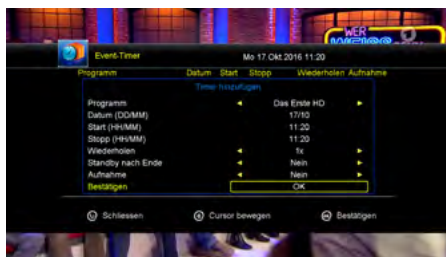 WER
WEISS
Event-Timer Mo 17.Okt.2016 11:20
Programm Datum Start Stopp Wiederholen Aufnahme
Timer hinzufügen
Programm Das Erste HD
Datum (DD/MM) 17/10
Start (HH/MM) 11:20
Stopp (HH/MM) 11:20
Wiederholen 1x
Standby nach Ende Nein
Aufnahme Nein
Bestätigen OK
Schliessen Cursor bewegen Bestätigen